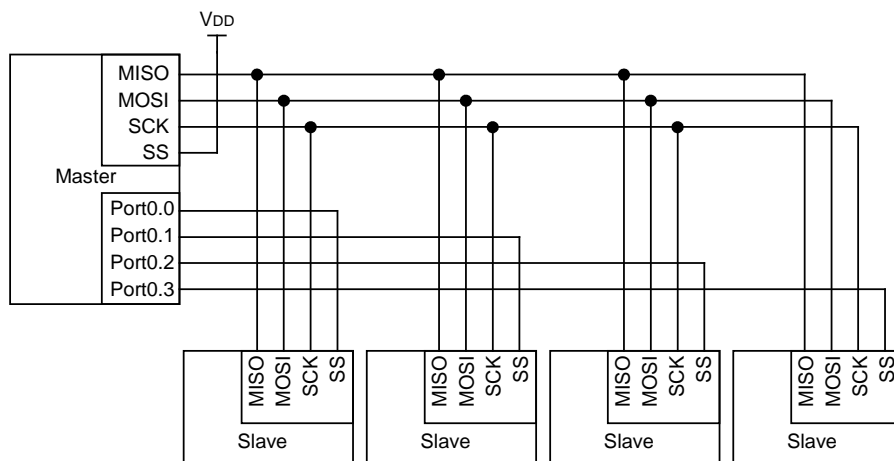 VDD
MISO
MOSI
SCK
SS
Master
Port0.0
Port0.1
Port0.2
Port0.3
MISO
MOSI
SCK
SS
Slave
MISO
MOSI
SCK
SS
Slave
MISO
MOSI
SCK
SS
Slave
MISO
MOSI
SCK
SS
Slave